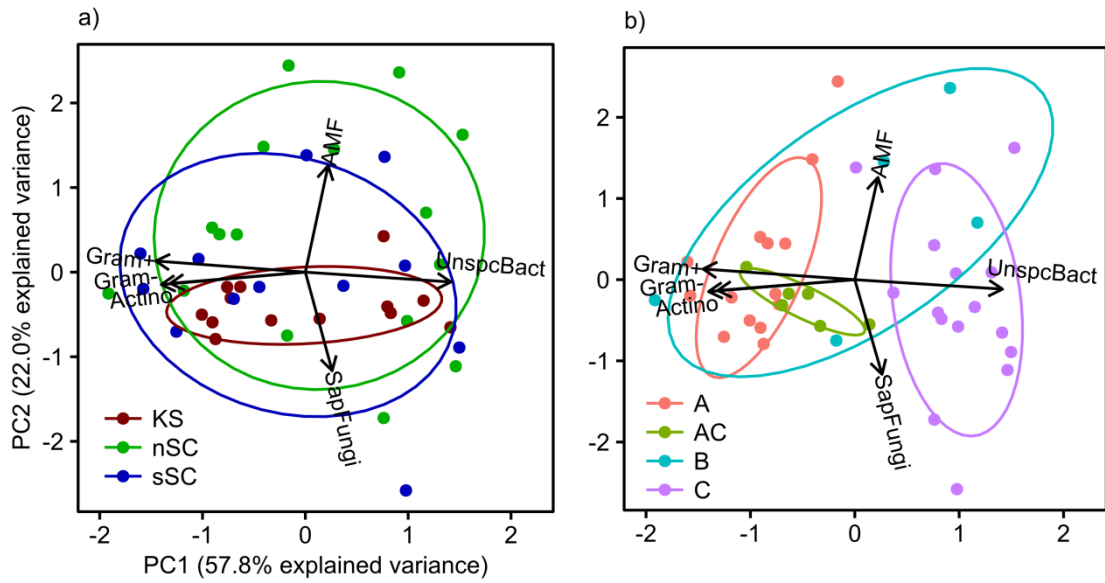 a)
PC2 (22.0% explained variance)
2
1
0
-1
-2
AMF
Gram+
Gram-
Actino
UnspcBact
SapFungi
KS
nSC
sSC
-2 -1 0 1 2
PC1 (57.8% explained variance)
b)
2
1
0
-1
-2
AMF
Gram+
Gram-
Actino
UnspcBact
SapFungi
A
AC
B
C
-2 -1 0 1 2